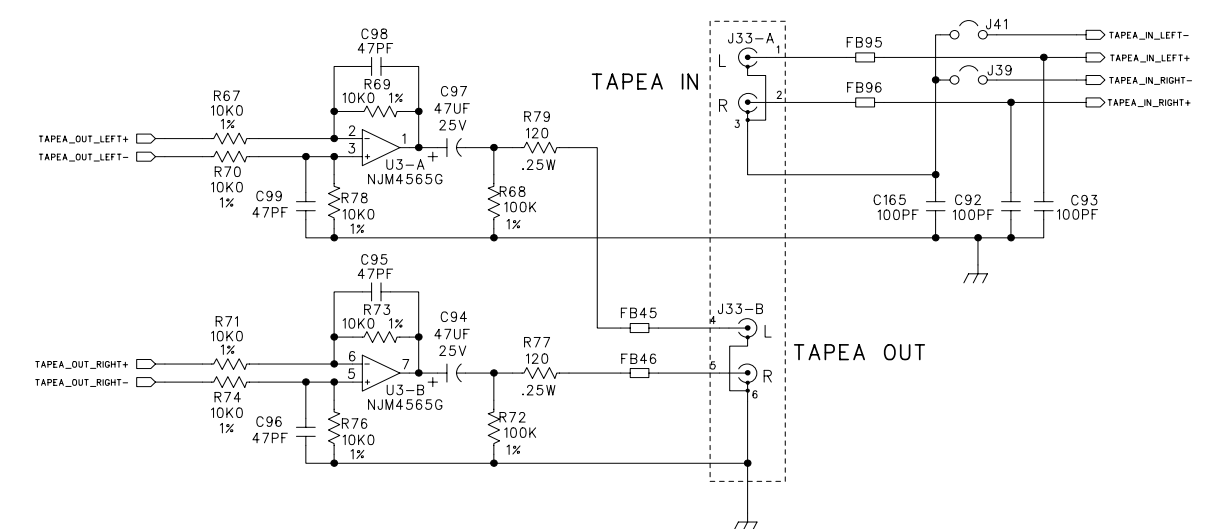 C98
47PF
R69
10K0 1%
R67
10K0
1%
TAPEA_OUT_LEFT+
TAPEA_OUT_LEFT-
R70
10K0
1%
C99
47PF
R78
10K0
1%
2
3
1
-
+
U3-A
NJM4565G
C97
47UF
25V
+
R79
120
.25W
R68
100K
1%
TAPEA IN
J33-A
L
R
1
2
3
FB95
FB96
J41
J39
TAPEA_IN_LEFT-
TAPEA_IN_LEFT+
TAPEA_IN_RIGHT-
TAPEA_IN_RIGHT+
C165
100PF
C92
100PF
C93
100PF
C95
47PF
R73
10K0 1%
R71
10K0
1%
TAPEA_OUT_RIGHT+
TAPEA_OUT_RIGHT-
R74
10K0
1%
C96
47PF
R76
10K0
1%
6
5
7
-
+
U3-B
NJM4565G
C94
47UF
25V
+
R77
120
.25W
R72
100K
1%
FB45
FB46
J33-B
4
5
6
L
R
TAPEA OUT